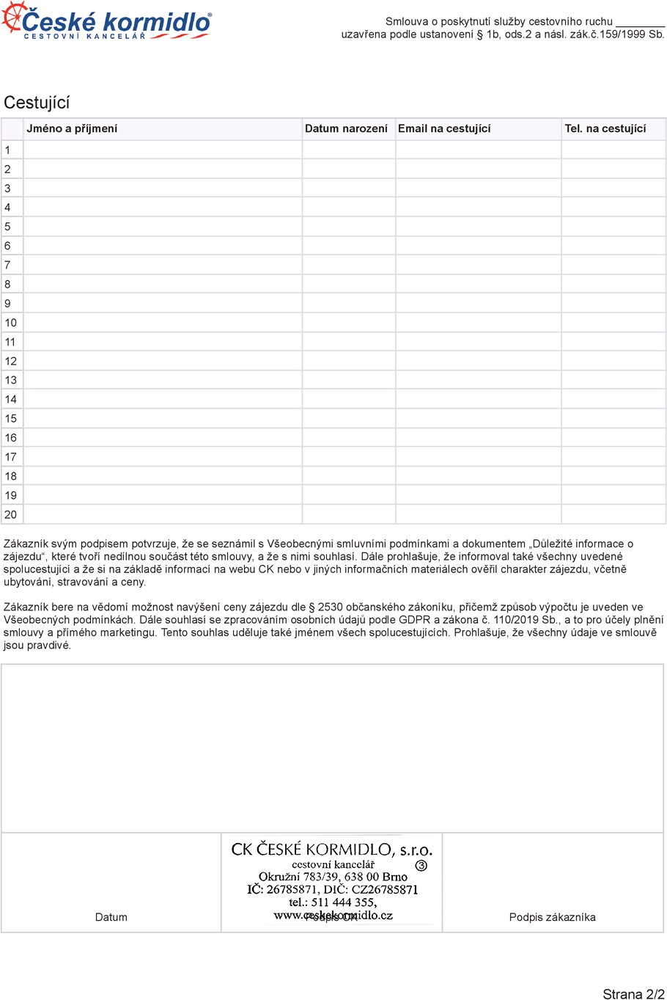 České kormidlo®
CESTOVNÍ KANCELÁŘ
Smlouva o poskytnutí služby cestovního ruchu ________
uzavřena podle ustanovení § 1b, ods.2 a násl. zák.č.159/1999 Sb.
Cestující
Jméno a příjmení Datum narození Email na cestující Tel. na cestující
1
2
3
4
5
6
7
8
9
10
11
12
13
14
15
16
17
18
19
20
Zákazník svým podpisem potvrzuje, že se seznámil s Všeobecnými smluvními podmínkami a dokumentem „Důležité informace o
zájezdu“, které tvoří nedílnou součást této smlouvy, a že s nimi souhlasí. Dále prohlašuje, že informoval také všechny uvedené
spolucestující a že si na základě informací na webu CK nebo v jiných informačních materiálech ověřil charakter zájezdu, včetně
ubytování, stravování a ceny.
Zákazník bere na vědomí možnost navýšení ceny zájezdu dle § 2530 občanského zákoníku, přičemž způsob výpočtu je uveden ve
Všeobecných podmínkách. Dále souhlasí se zpracováním osobních údajů podle GDPR a zákona č. 110/2019 Sb., a to pro účely plnění
smlouvy a přímého marketingu. Tento souhlas uděluje také jménem všech spolucestujících. Prohlašuje, že všechny údaje ve smlouvě
jsou pravdivé.
CK ČESKÉ KORMIDLO, s.r.o.
cestovní kancelář ③
Okružní 783/39, 638 00 Brno
IČ: 26785871, DIČ: CZ26785871
tel.: 511 444 355,
www.ceskekormidlo.cz
Datum Podpis CK Podpis zákazníka
Strana 2/2